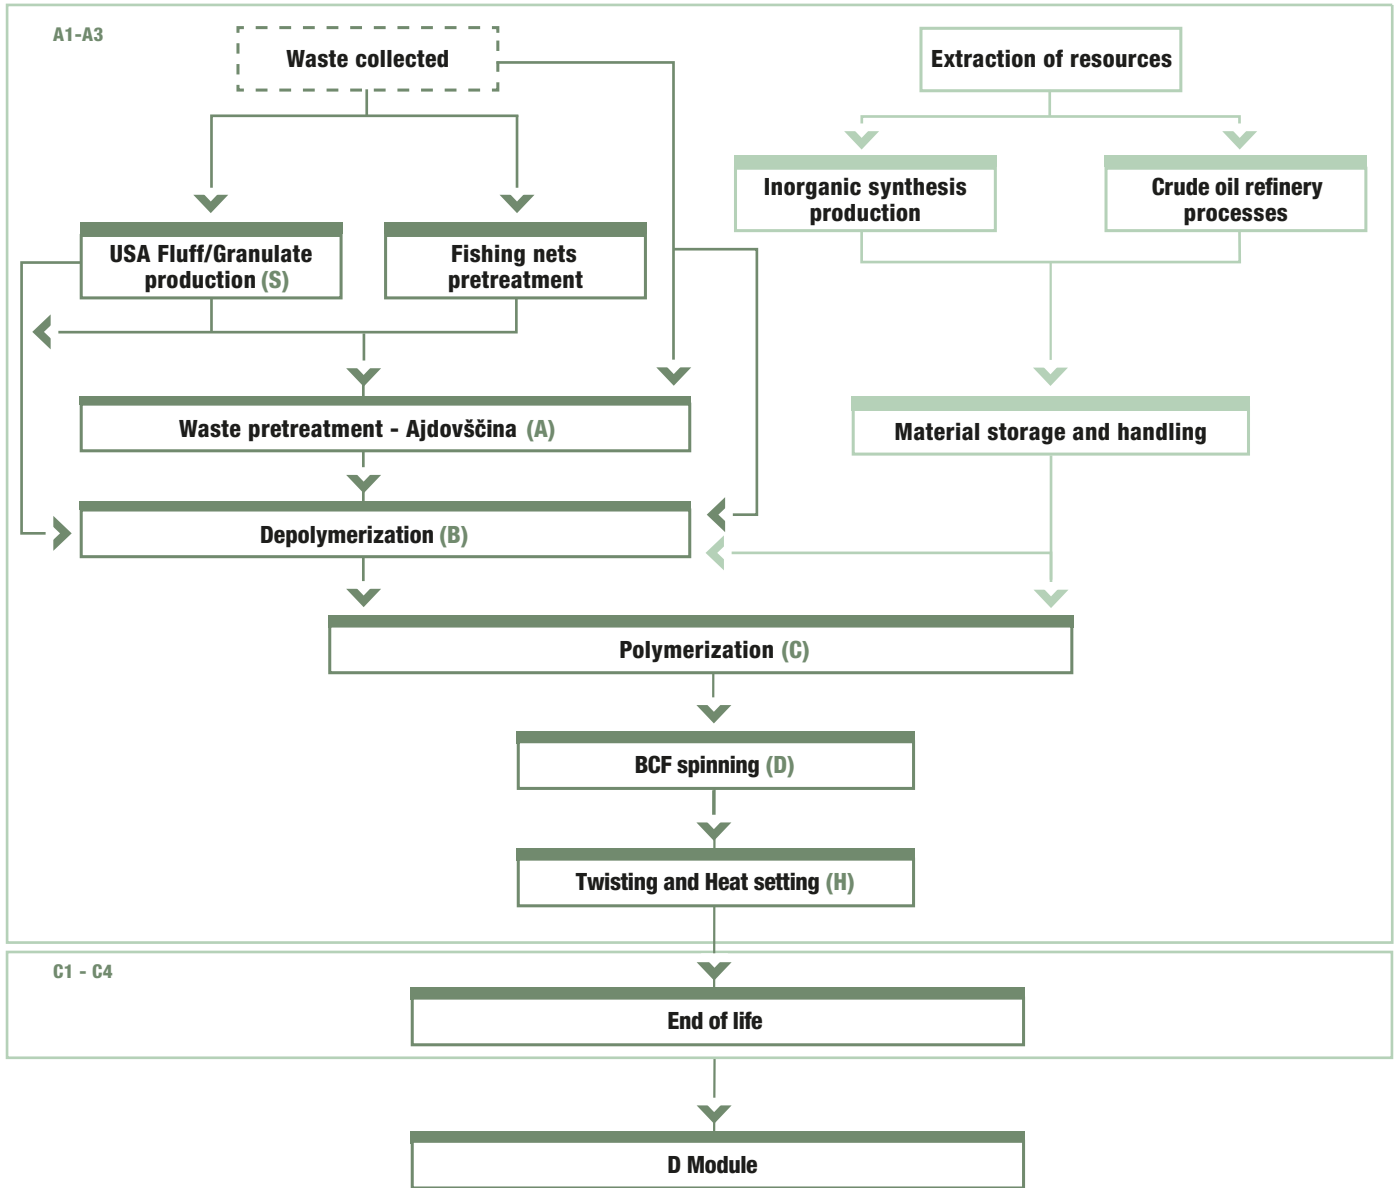 A1-A3
Waste collected
Extraction of resources
Inorganic synthesis
production
Crude oil refinery
processes
USA Fluff/Granulate
production (S)
Fishing nets
pretreatment
Waste pretreatment - Ajdovščina (A)
Material storage and handling
Depolymerization (B)
Polymerization (C)
BCF spinning (D)
Twisting and Heat setting (H)
C1 - C4
End of life
D Module